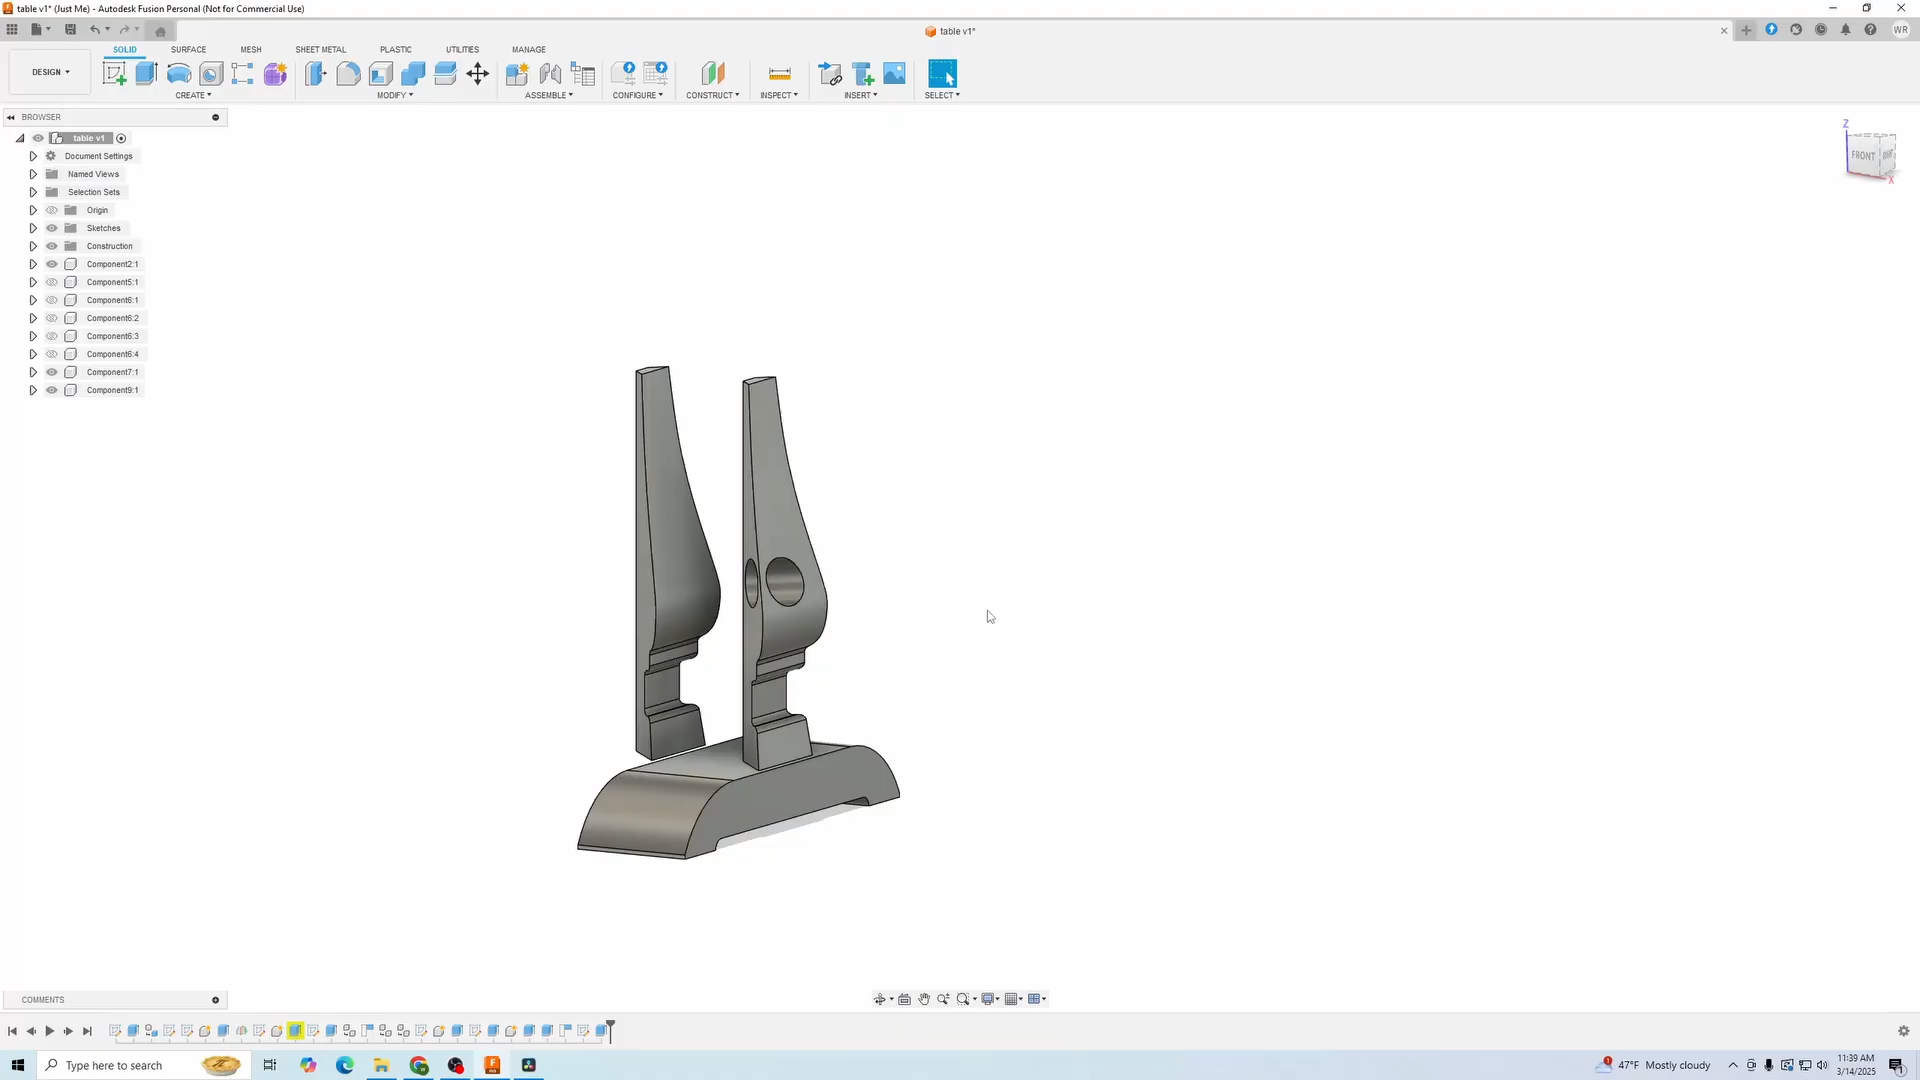 table v1* (Just Me) - Autodesk Fusion Personal (Not for Commercial Use)
table v1*
WR
SOLID SURFACE MESH SHEET METAL PLASTIC UTILITIES MANAGE
DESIGN
CREATE MODIFY ASSEMBLE CONFIGURE CONSTRUCT INSPECT INSERT SELECT
BROWSER
table v1
Document Settings
Named Views
Selection Sets
Origin
Sketches
Construction
Component2:1
Component5:1
Component6:1
Component6:2
Component6:3
Component6:4
Component7:1
Component9:1
Z
FRONT
X
COMMENTS
Type here to search
47°F Mostly cloudy
11:39 AM
3/14/2025